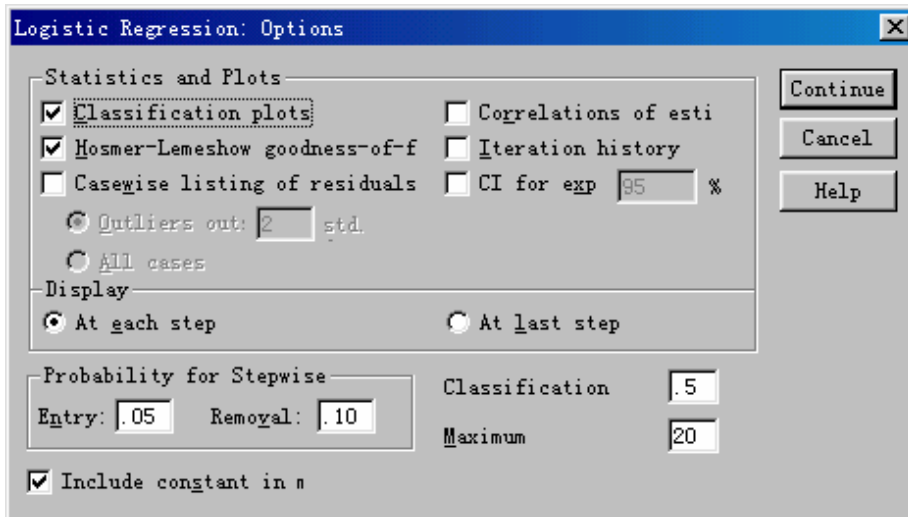 Logistic Regression: Options
Statistics and Plots
Classification plots
Correlations of esti
Continue
Hosmer-Lemeshow goodness-of-f
Iteration history
Cancel
Casewise listing of residuals
CI for exp 95 %
Help
Outliers out: 2 std.
All cases
Display
At each step
At last step
Probability for Stepwise
Entry: .05 Removal: .10
Classification .5
Maximum 20
Include constant in m